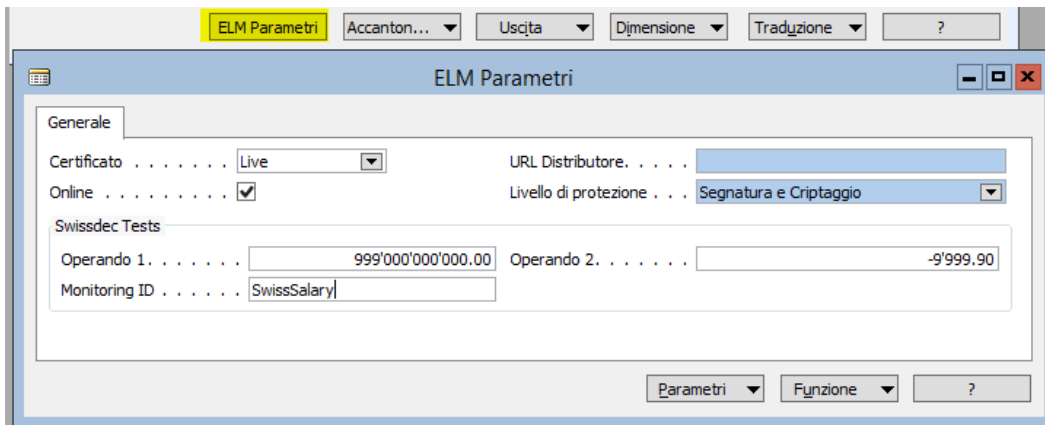 ELM Parametri Accanton... Uscita Dimensione Traduzione ?
ELM Parametri
Generale
Certificato . . . . . . . Live URL Distributore. . . . .
Online . . . . . . . . . Livello di protezione . . . Segnatura e Criptaggio
Swissdec Tests
Operando 1. . . . . . . 999'000'000'000.00 Operando 2. . . . . . . -9'999.90
Monitoring ID . . . . . . SwissSalary
Parametri Funzione ?